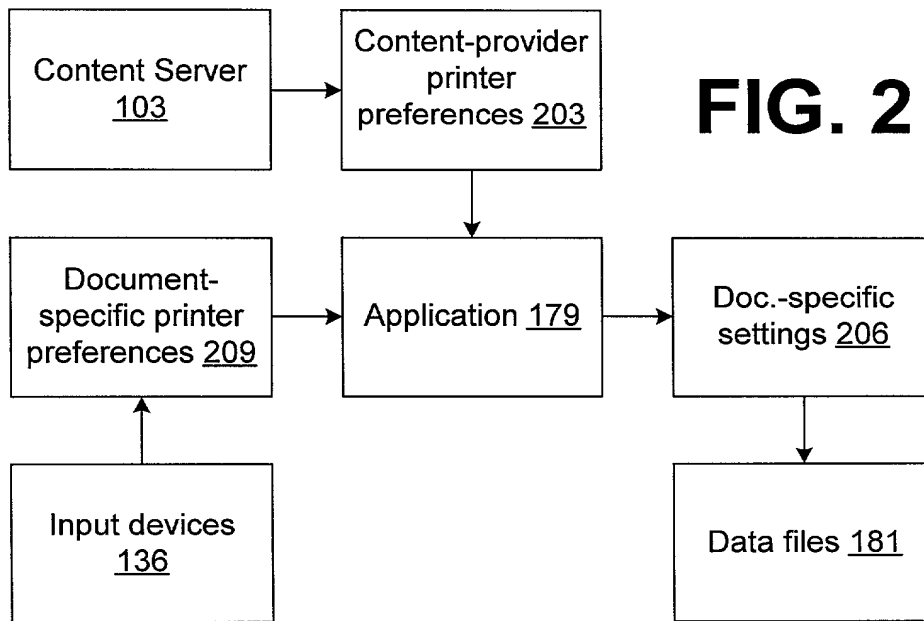 Content Server
103
Content-provider
printer
preferences 203
FIG. 2
Document-
specific printer
preferences 209
Application 179
Doc.-specific
settings 206
Input devices
136
Data files 181